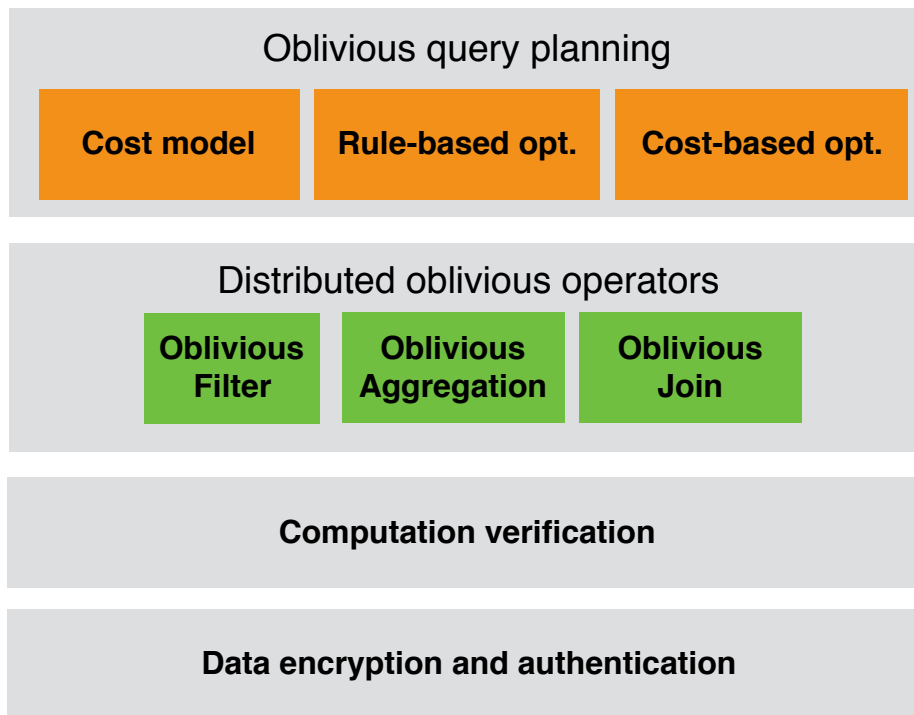 Oblivious query planning
Cost model
Rule-based opt.
Cost-based opt.
Distributed oblivious operators
Oblivious
Filter
Oblivious
Aggregation
Oblivious
Join
Computation verification
Data encryption and authentication